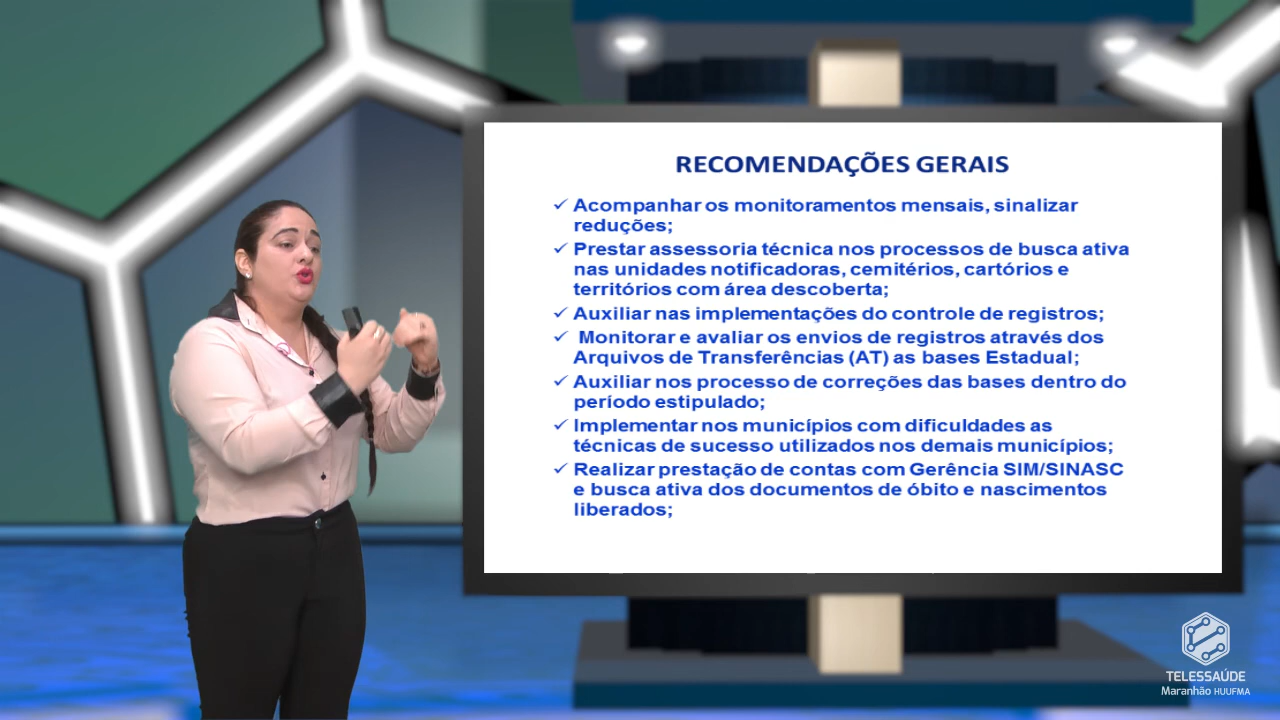 RECOMENDAÇÕES GERAIS
✓ Acompanhar os monitoramentos mensais, sinalizar
reduções;
✓ Prestar assessoria técnica nos processos de busca ativa
nas unidades notificadoras, cemitérios, cartórios e
territórios com área descoberta;
✓ Auxiliar nas implementações do controle de registros;
✓ Monitorar e avaliar os envios de registros através dos
Arquivos de Transferências (AT) as bases Estadual;
✓ Auxiliar nos processo de correções das bases dentro do
período estipulado;
✓ Implementar nos municípios com dificuldades as
técnicas de sucesso utilizados nos demais municípios;
✓ Realizar prestação de contas com Gerência SIM/SINASC
e busca ativa dos documentos de óbito e nascimentos
liberados;
TELESSAÚDE
Maranhão HUUFMA